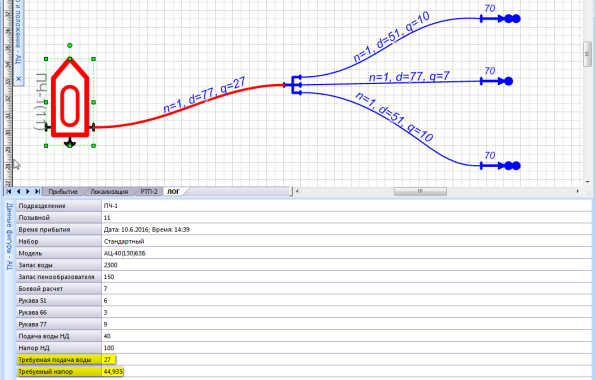 и положение - АЦ
70
n=1, d=51, q=10
70
n=1, d=77, q=7
n=1, d=77, q=27
ПЧ-1(11)
n=1, d=51, q=10
70
Прибытие Локализация РТП-2 ЛОГ
Данные фигуры - АЦ
Подразделение ПЧ-1
Позывной 11
Время прибытия Дата: 10.6.2016; Время: 14:39
Набор Стандартный
Модель АЦ-40(130)63Б
Запас воды 2300
Запас пенообразователя 150
Боевой расчет 7
Рукава 51 6
Рукава 66 3
Рукава 77 9
Подача воды НД 40
Напор НД 100
Требуемая подача воды 27
Требуемый напор 44,935